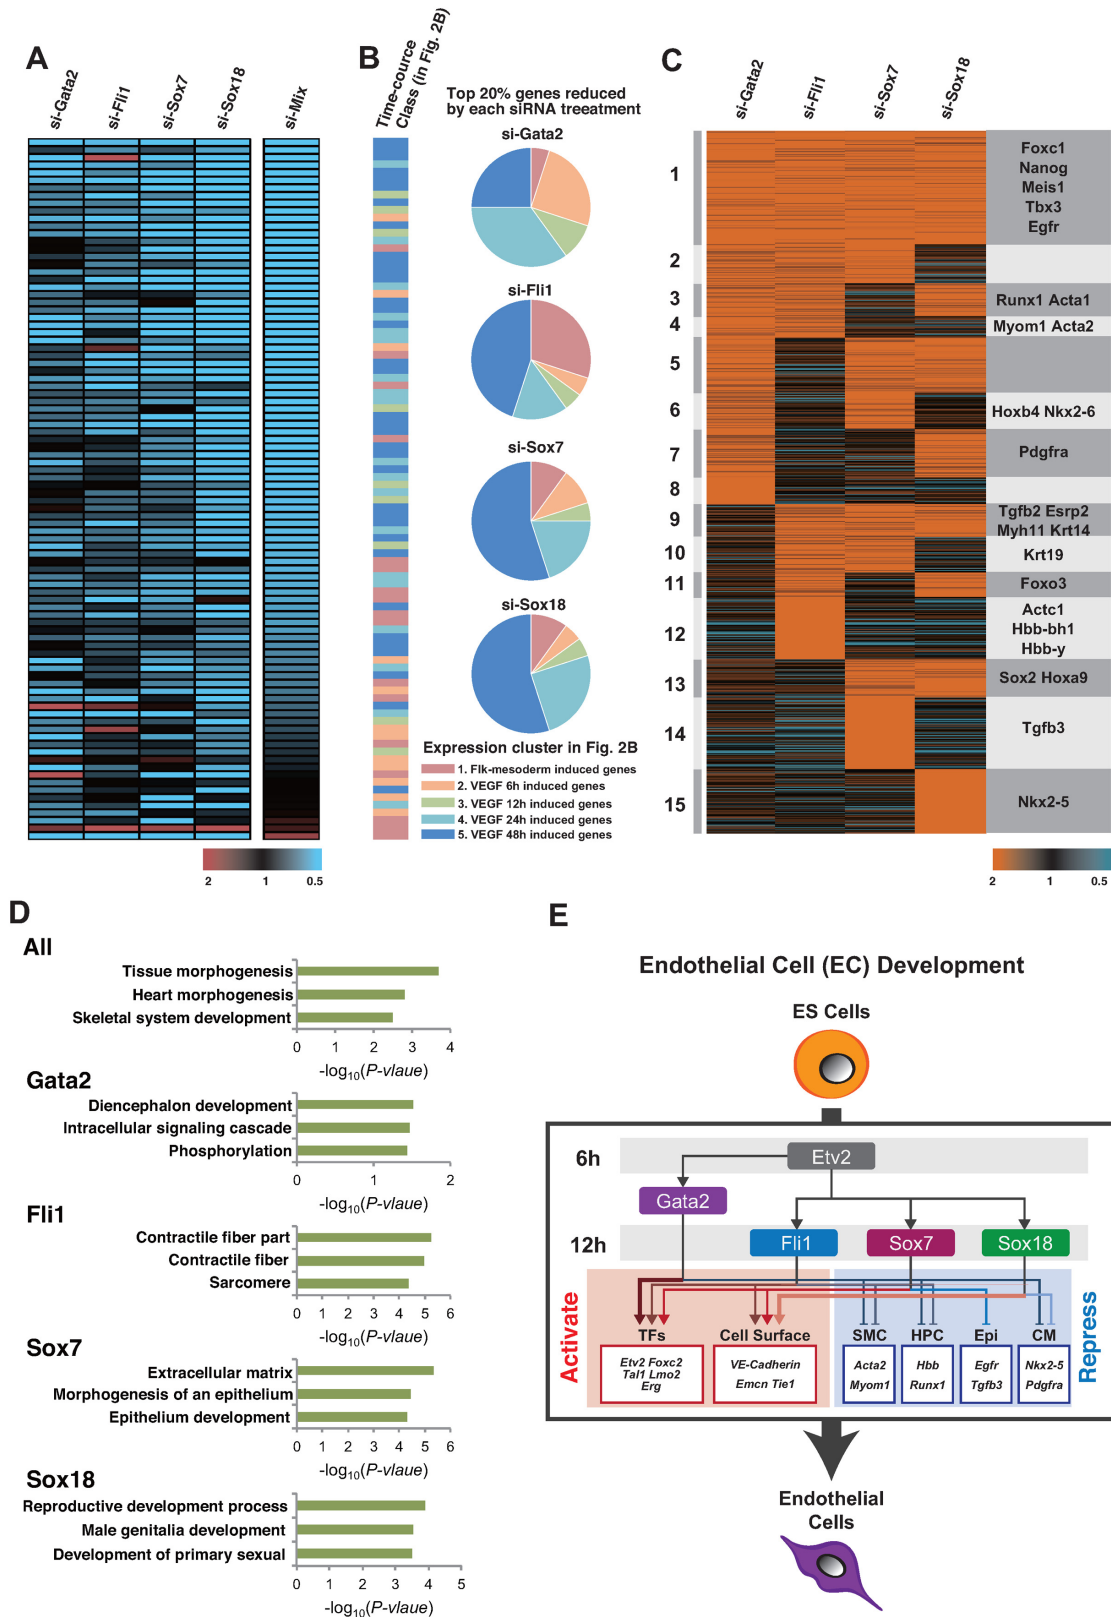 A
si-Gata2
si-Fli1
si-Sox7
si-Sox18
si-Mix
2
1
0.5
B
Time-cource
Class (in Fig. 2B)
Top 20% genes reduced
by each siRNA treetment
si-Gata2
si-Fli1
si-Sox7
si-Sox18
Expression cluster in Fig. 2B
1. Flk-mesoderm induced genes
2. VEGF 6h induced genes
3. VEGF 12h induced genes
4. VEGF 24h induced genes
5. VEGF 48h induced genes
C
si-Gata2
si-Fli1
si-Sox7
si-Sox18
1
Foxc1
Nanog
Meis1
Tbx3
Egfr
2
3
Runx1 Acta1
4
Myom1 Acta2
5
6
Hoxb4 Nkx2-6
7
Pdgfra
8
9
Tgfb2 Esrp2
Myh11 Krt14
10
Krt19
11
Foxo3
12
Actc1
Hbb-bh1
Hbb-y
13
Sox2 Hoxa9
14
Tgfb3
15
Nkx2-5
2
1
0.5
D
All
Tissue morphogenesis
Heart morphogenesis
Skeletal system development
0 1 2 3 4
-log10(P-vlaue)
Gata2
Diencephalon development
Intracellular signaling cascade
Phosphorylation
0 1 2
-log10(P-vlaue)
Fli1
Contractile fiber part
Contractile fiber
Sarcomere
0 1 2 3 4 5 6
-log10(P-vlaue)
Sox7
Extracellular matrix
Morphogenesis of an epithelium
Epithelium development
0 1 2 3 4 5 6
-log10(P-vlaue)
Sox18
Reproductive development process
Male genitalia development
Development of primary sexual
0 1 2 3 4 5
-log10(P-vlaue)
E
Endothelial Cell (EC) Development
ES Cells
6h
Etv2
Gata2
12h
Fli1
Sox7
Sox18
Activate
TFs
Cell Surface
SMC
HPC
Epi
CM
Repress
Etv2 Foxc2
Tal1 Lmo2
Erg
VE-Cadherin
Emcn Tie1
Acta2
Myom1
Hbb
Runx1
Egfr
Tgfb3
Nkx2-5
Pdgfra
Endothelial
Cells